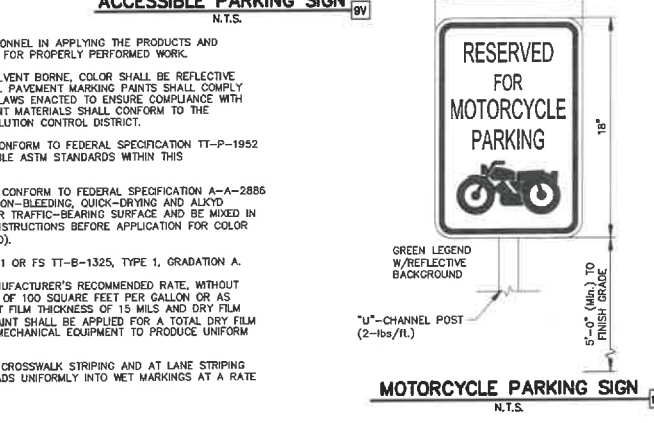 ACCESSIBLE PARKING SIGN
9V
N.T.S.
ONNEL IN APPLYING THE PRODUCTS AND
FOR PROPERLY PERFORMED WORK.
LVENT BORNE, COLOR SHALL BE REFLECTIVE
PAVEMENT MARKING PAINTS SHALL COMPLY
LAWS ENACTED TO ENSURE COMPLIANCE WITH
NT MATERIALS SHALL CONFORM TO THE
LUTION CONTROL DISTRICT.
ONFORM TO FEDERAL SPECIFICATION TT-P-1952
BLE ASTM STANDARDS WITHIN THIS
CONFORM TO FEDERAL SPECIFICATION A-A-2886
ON-BLEEDING, QUICK-DRYING AND ALKYD
R TRAFFIC-BEARING SURFACE AND BE MIXED IN
STRUCTIONS BEFORE APPLICATION FOR COLOR
D).
1 OR FS TT-B-1325, TYPE 1, GRADATION A.
UFACTURER'S RECOMMENDED RATE, WITHOUT
OF 100 SQUARE FEET PER GALLON OR AS
T FILM THICKNESS OF 15 MILS AND DRY FILM
INT SHALL BE APPLIED FOR A TOTAL DRY FILM
MECHANICAL EQUIPMENT TO PRODUCE UNIFORM
CROSSWALK STRIPING AND AT LANE STRIPING
ADS UNIFORMLY INTO WET MARKINGS AT A RATE
RESERVED
FOR
MOTORCYCLE
PARKING
18"
GREEN LEGEND
W/REFLECTIVE
BACKGROUND
"U"-CHANNEL POST
(2-lbs/ft.)
5'-0" (Min.) TO
FINISH GRADE
MOTORCYCLE PARKING SIGN
N.T.S.